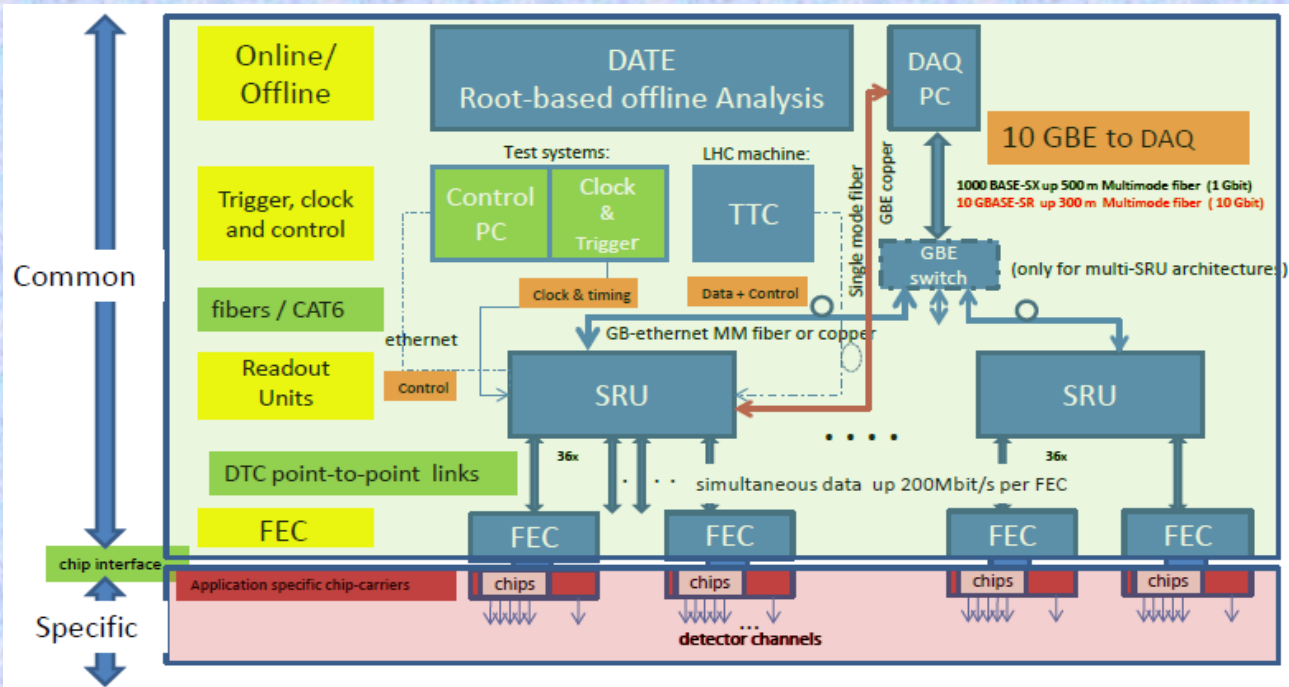 Online/
Offline
DATE
Root-based offline Analysis
DAQ
PC
10 GBE to DAQ
Test systems:
LHC machine:
Trigger, clock
and control
Control
PC
Clock
&
Trigger
TTC
Single mode fiber
GBE copper
1000 BASE-SX up 500 m Multimode fiber (1 Gbit)
10 GBASE-SR up 300 m Multimode fiber ( 10 Gbit)
GBE
switch
(only for multi-SRU architectures)
Common
fibers / CAT6
Clock & timing
Data + Control
ethernet
GB-ethernet MM fiber or copper
Readout
Units
Control
SRU
SRU
. . . .
DTC point-to-point links
36x
36x
. . . . simultaneous data up 200Mbit/s per FEC
FEC
FEC
FEC
FEC
FEC
chip interface
Application specific chip-carriers
chips
chips
chips
chips
Specific
...
detector channels